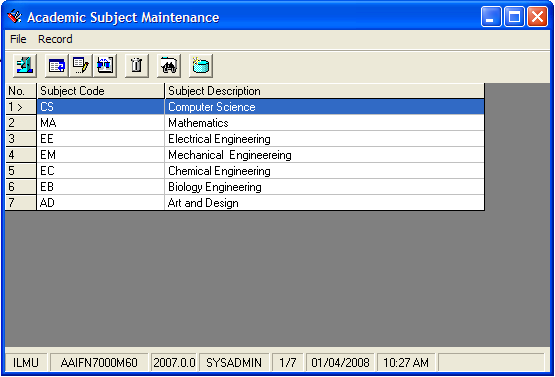 Academic Subject Maintenance
File Record
No. Subject Code Subject Description
1 > CS Computer Science
2 MA Mathematics
3 EE Electrical Engineering
4 EM Mechanical Engineereing
5 EC Chemical Engineering
6 EB Biology Engineering
7 AD Art and Design
ILMU AAIFN7000M60 2007.0.0 SYSADMIN 1/7 01/04/2008 10:27 AM